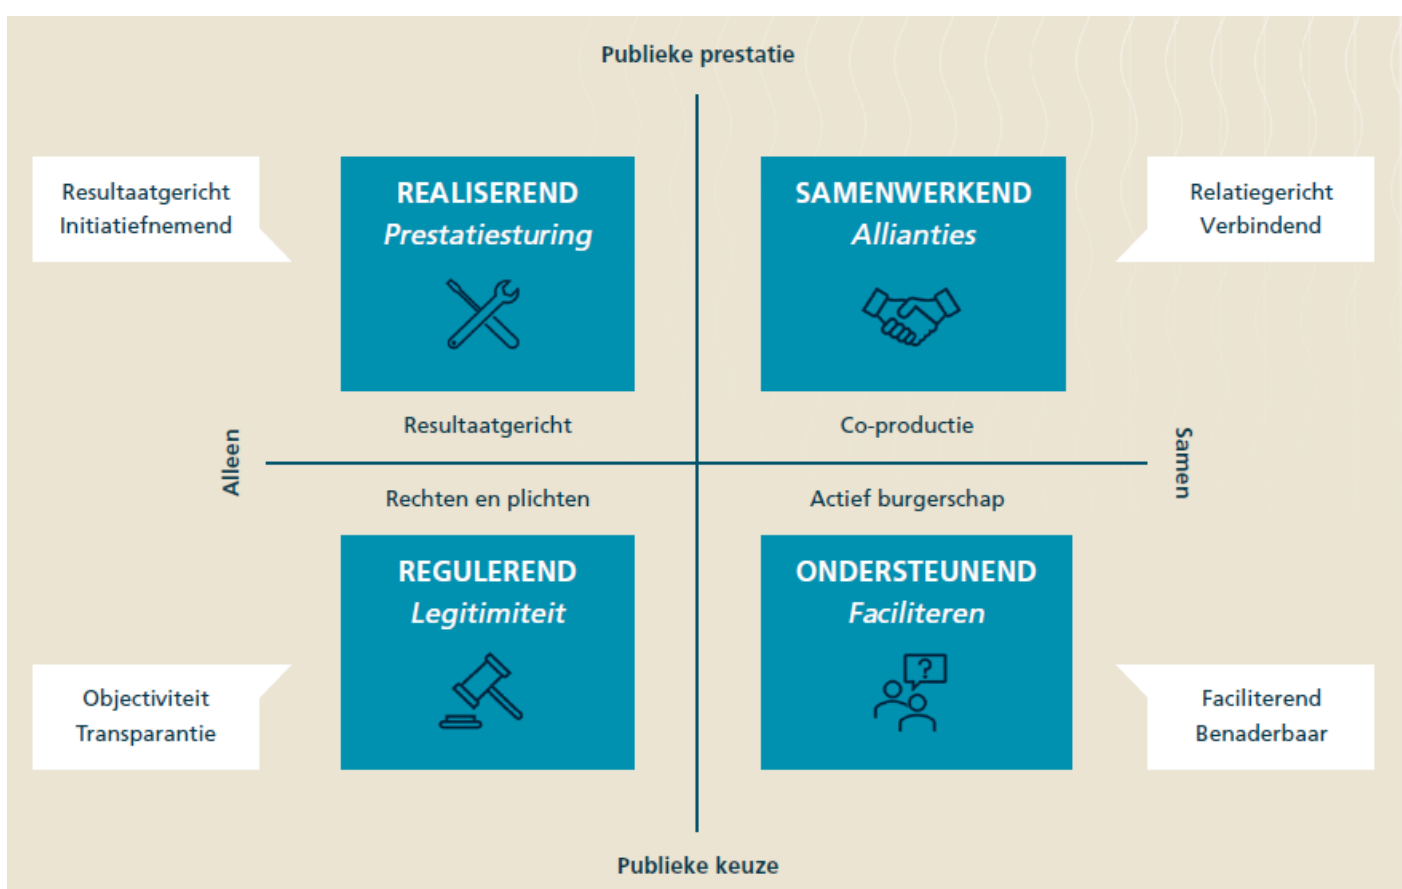 Publieke prestatie
Resultaatgericht
Initiatiefnemend
REALISEREND
Prestatiesturing
SAMENWERKEND
Allianties
Relatiegericht
Verbindend
Resultaatgericht
Co-productie
Alleen
Samen
Rechten en plichten
Actief burgerschap
REGULEREND
Legitimiteit
ONDERSTEUNEND
Faciliteren
?
Objectiviteit
Transparantie
Faciliterend
Benaderbaar
Publieke keuze